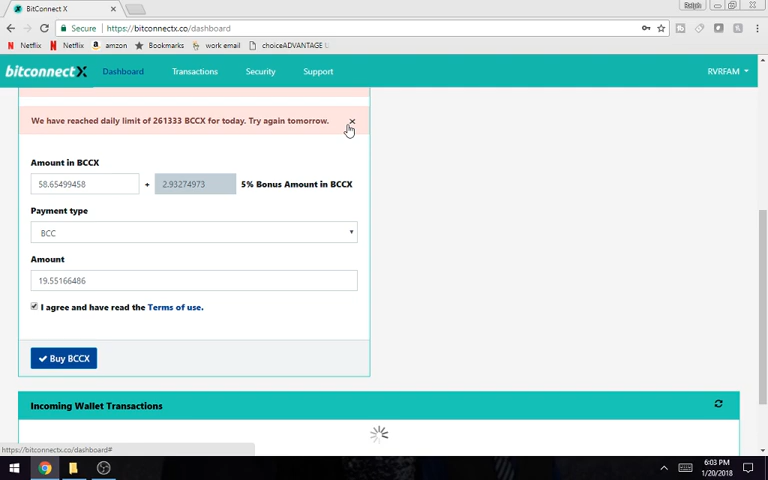 BitConnect X
Ralph
Secure
https://bitconnectx.co/dashboard
Netflix
Netflix
amzon
Bookmarks
work email
choiceADVANTAGE
bitconnectX
Dashboard
Transactions
Security
Support
RVRFAM
We have reached daily limit of 261333 BCCX for today. Try again tomorrow.
Amount in BCCX
58.65499458
+
2.93274973
5% Bonus Amount in BCCX
Payment type
BCC
Amount
19.55166486
I agree and have read the Terms of use.
Buy BCCX
Incoming Wallet Transactions
https://bitconnectx.co/dashboard#
6:03 PM
1/20/2018